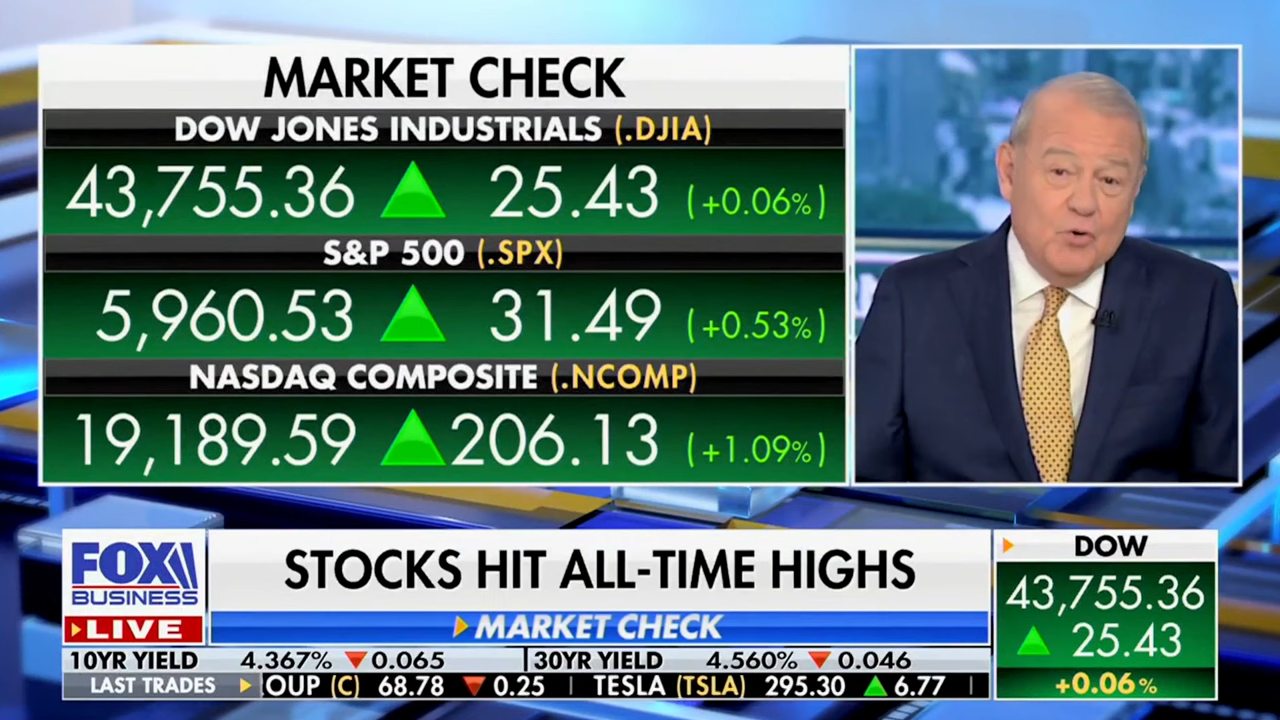 MARKET CHECK
DOW JONES INDUSTRIALS (.DJIA)
43,755.36 ▲ 25.43 (+0.06%)
S&P 500 (.SPX)
5,960.53 ▲ 31.49 (+0.53%)
NASDAQ COMPOSITE (.NCOMP)
19,189.59 ▲ 206.13 (+1.09%)
FOX
BUSINESS
LIVE
STOCKS HIT ALL-TIME HIGHS
MARKET CHECK
10YR YIELD 4.367% ▼ 0.065 | 30YR YIELD 4.560% ▼ 0.046
LAST TRADES OUP (C) 68.78 ▼ 0.25 | TESLA (TSLA) 295.30 ▲ 6.77 |
DOW
43,755.36
▲ 25.43
+0.06%